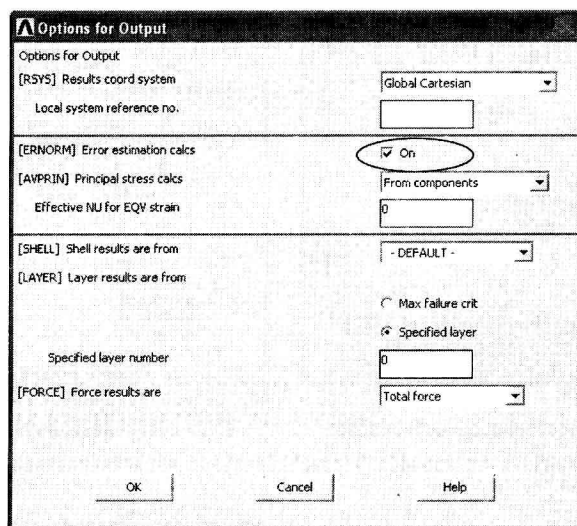 Options for Output
Options for Output
[RSYS] Results coord system
Global Cartesian
Local system reference no.
[ERNORM] Error estimation calcs
On
[AVPRIN] Principal stress calcs
From components
Effective NU for EQV strain
0
[SHELL] Shell results are from
- DEFAULT -
[LAYER] Layer results are from
Max failure crit
Specified layer
Specified layer number
0
[FORCE] Force results are
Total force
OK
Cancel
Help